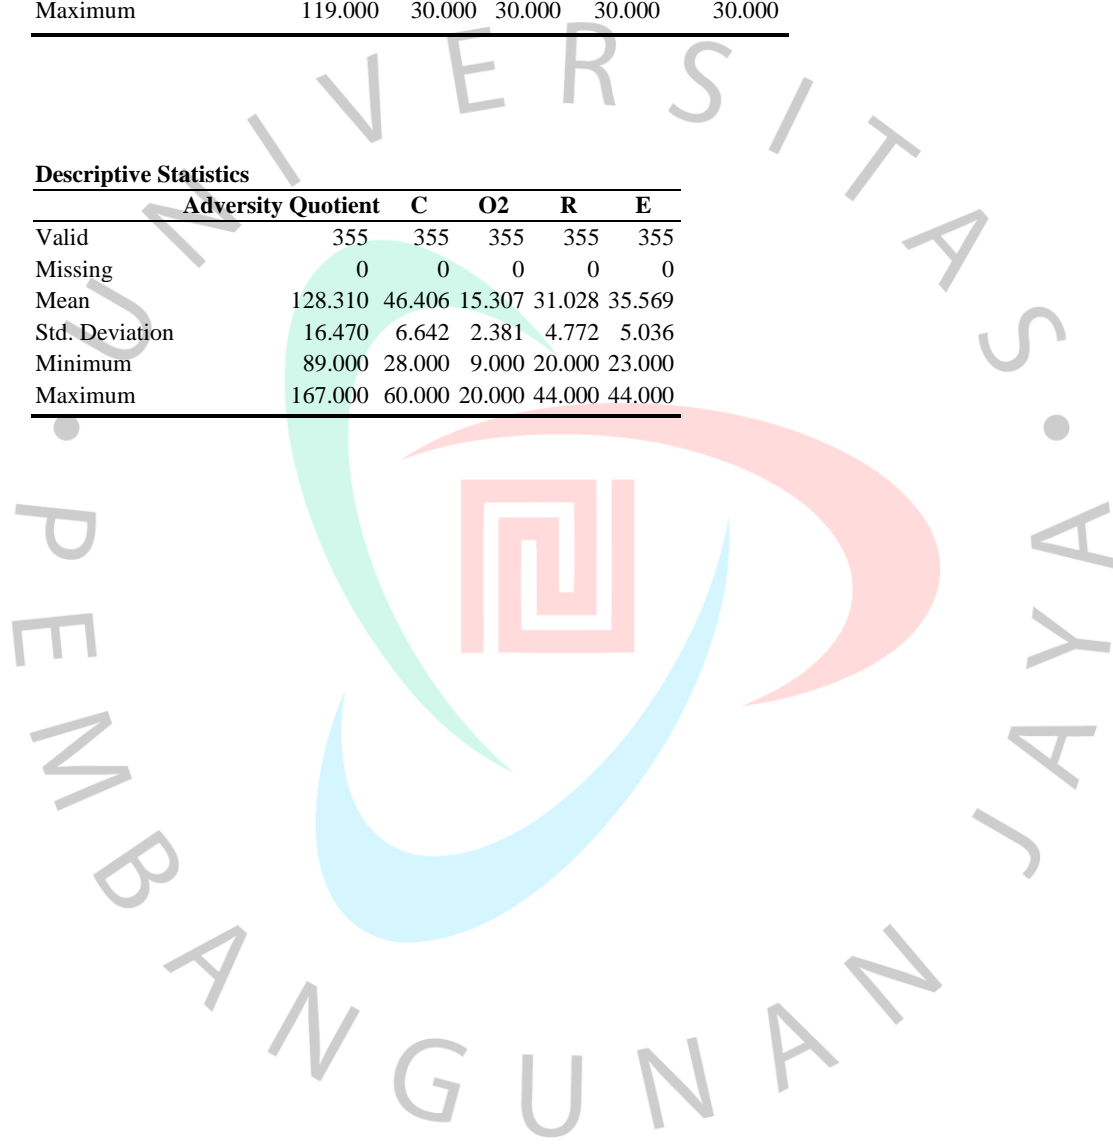 Maximum 119.000 30.000 30.000 30.000 30.000
Descriptive Statistics
Adversity Quotient C O2 R E
Valid 355 355 355 355 355
Missing 0 0 0 0 0
Mean 128.310 46.406 15.307 31.028 35.569
Std. Deviation 16.470 6.642 2.381 4.772 5.036
Minimum 89.000 28.000 9.000 20.000 23.000
Maximum 167.000 60.000 20.000 44.000 44.000
UNIVERSITAS
PEMBANGUNAN JAYA